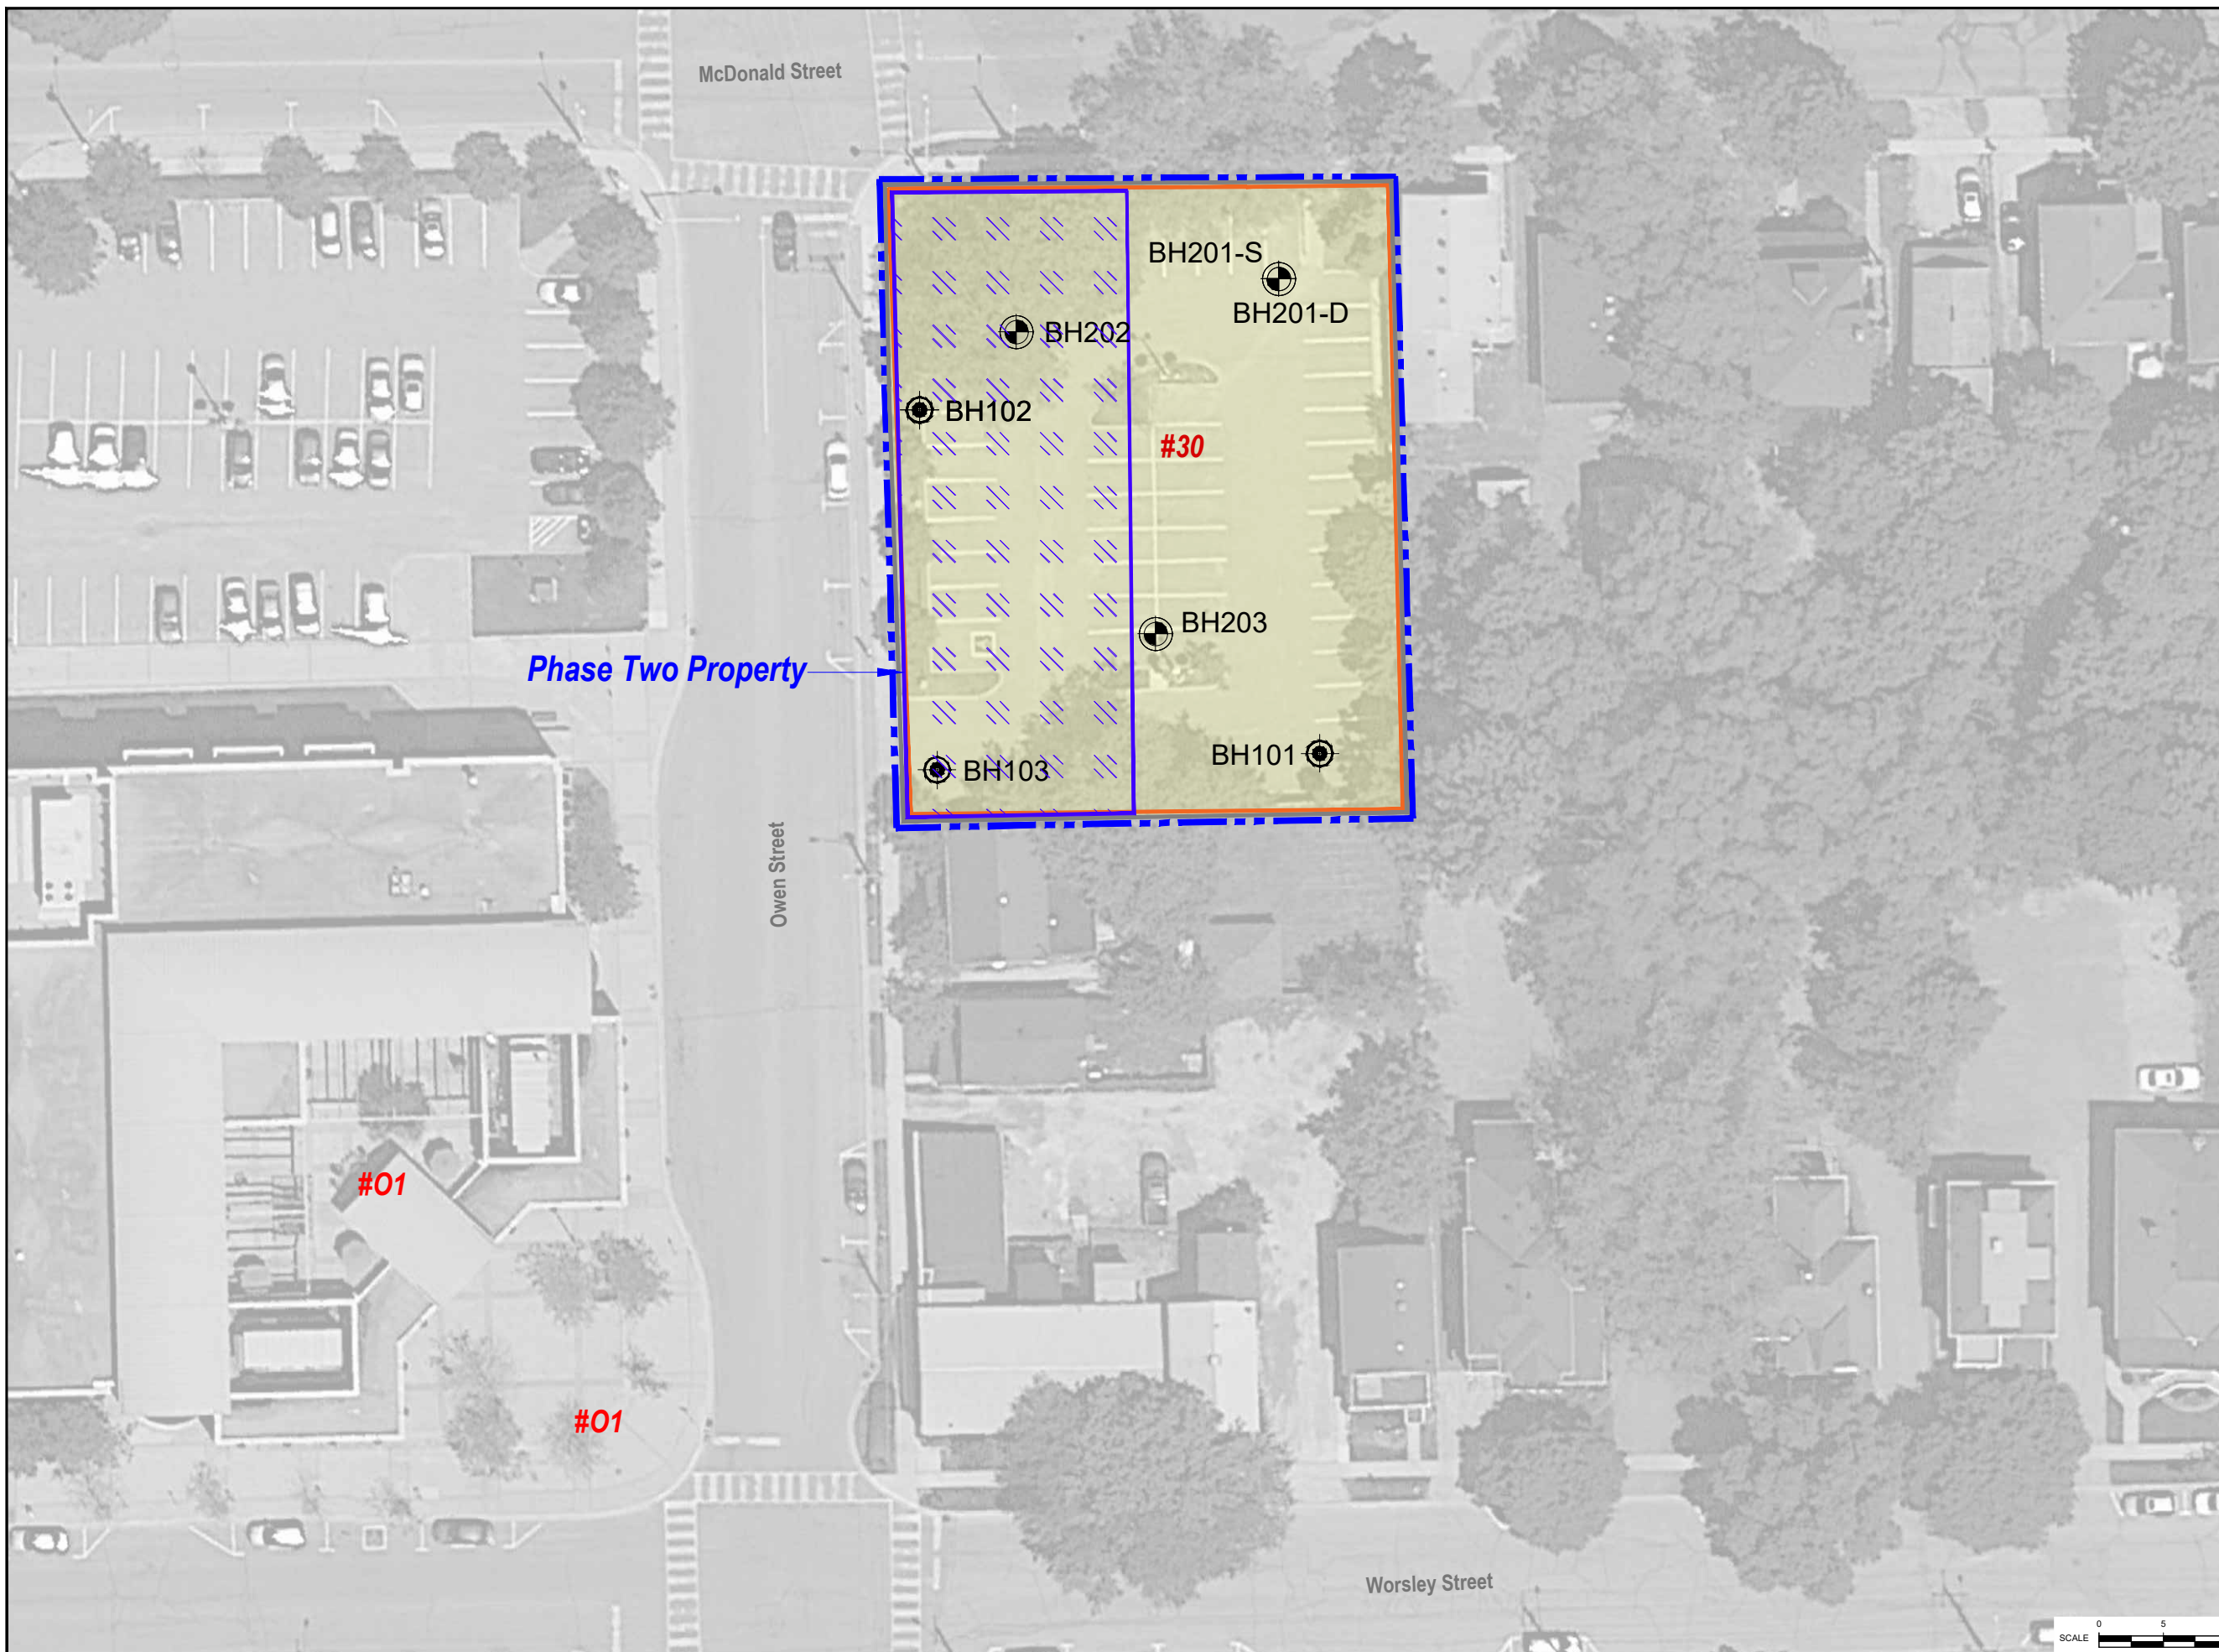 McDonald Street
BH201-S
BH201-D
BH202
BH102
#30
BH203
Phase Two Property
BH101
BH103
Owen Street
#O1
#O1
Worsley Street
0 5
SCALE